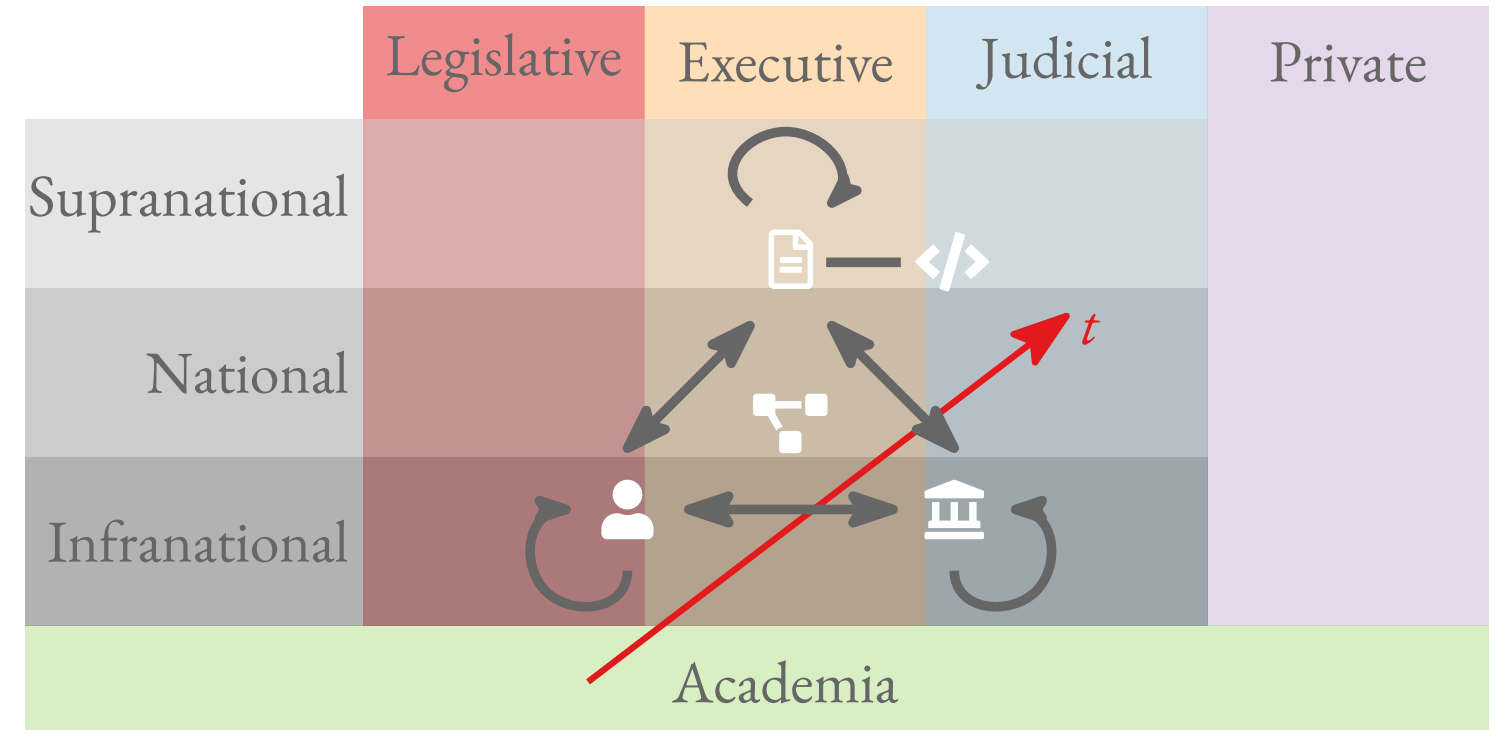 Legislative
Executive
Judicial
Private
Supranational
t
National
Infranational
Academia